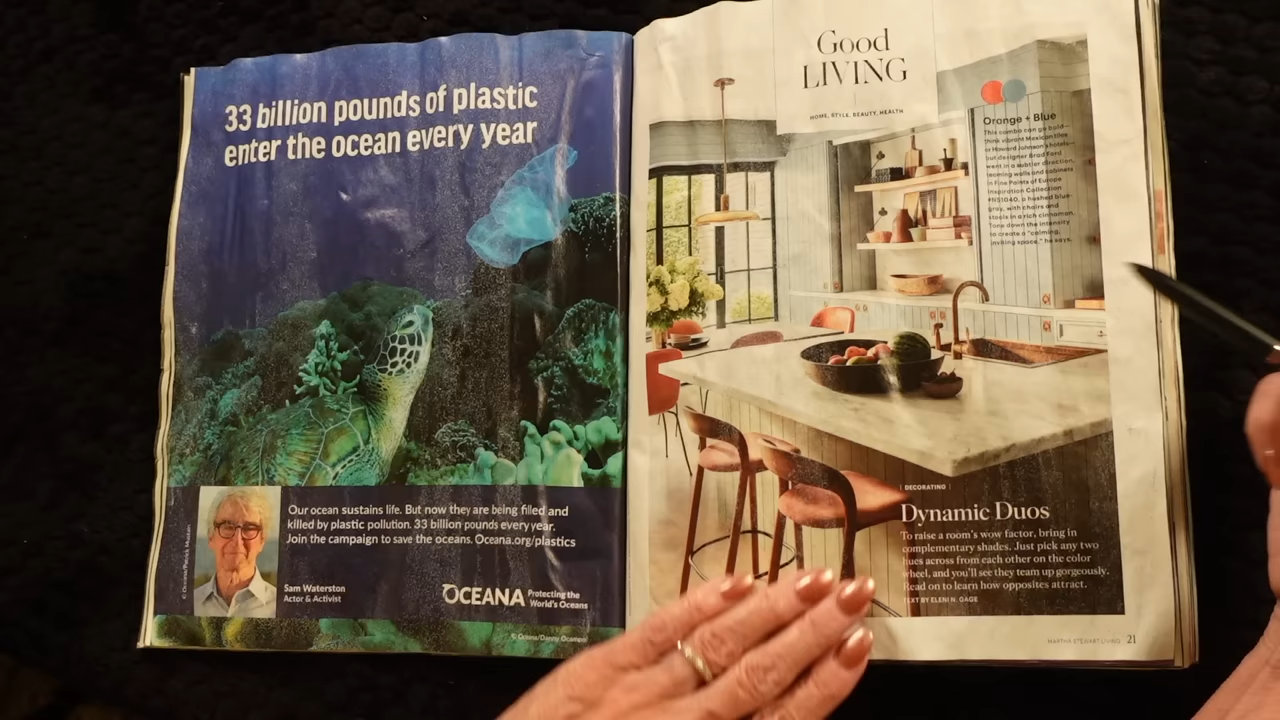 33 billion pounds of plastic
enter the ocean every year
Our ocean sustains life. But now they are being filled and
killed by plastic pollution. 33 billion pounds every year.
Join the campaign to save the oceans. Oceana.org/plastics
Sam Waterston
Actor & Activist
OCEANA
Protecting the
World's Oceans
© Oceana/Danny Ocampo
Good
LIVING
HOME, STYLE, BEAUTY, HEALTH
Orange + Blue
This combo can go bold—
think vibrant Mexican tiles
or Howard Johnson's hotels—
but designer Brad Ford
went in a subtler direction,
teaming walls and cabinets
in Fine Paints of Europe
Inspiration Collection
#NS1040, a hushed blue-
gray, with chairs and
stools in a rich cinnamon.
Tone down the intensity
to create a "calming,
inviting space," he says.
DECORATING
Dynamic Duos
To raise a room's wow factor, bring in
complementary shades. Just pick any two
hues across from each other on the color
wheel, and you'll see they team up gorgeously.
Read on to learn how opposites attract.
TEXT BY ELENI N. GAGE
MARTHA STEWART LIVING 21